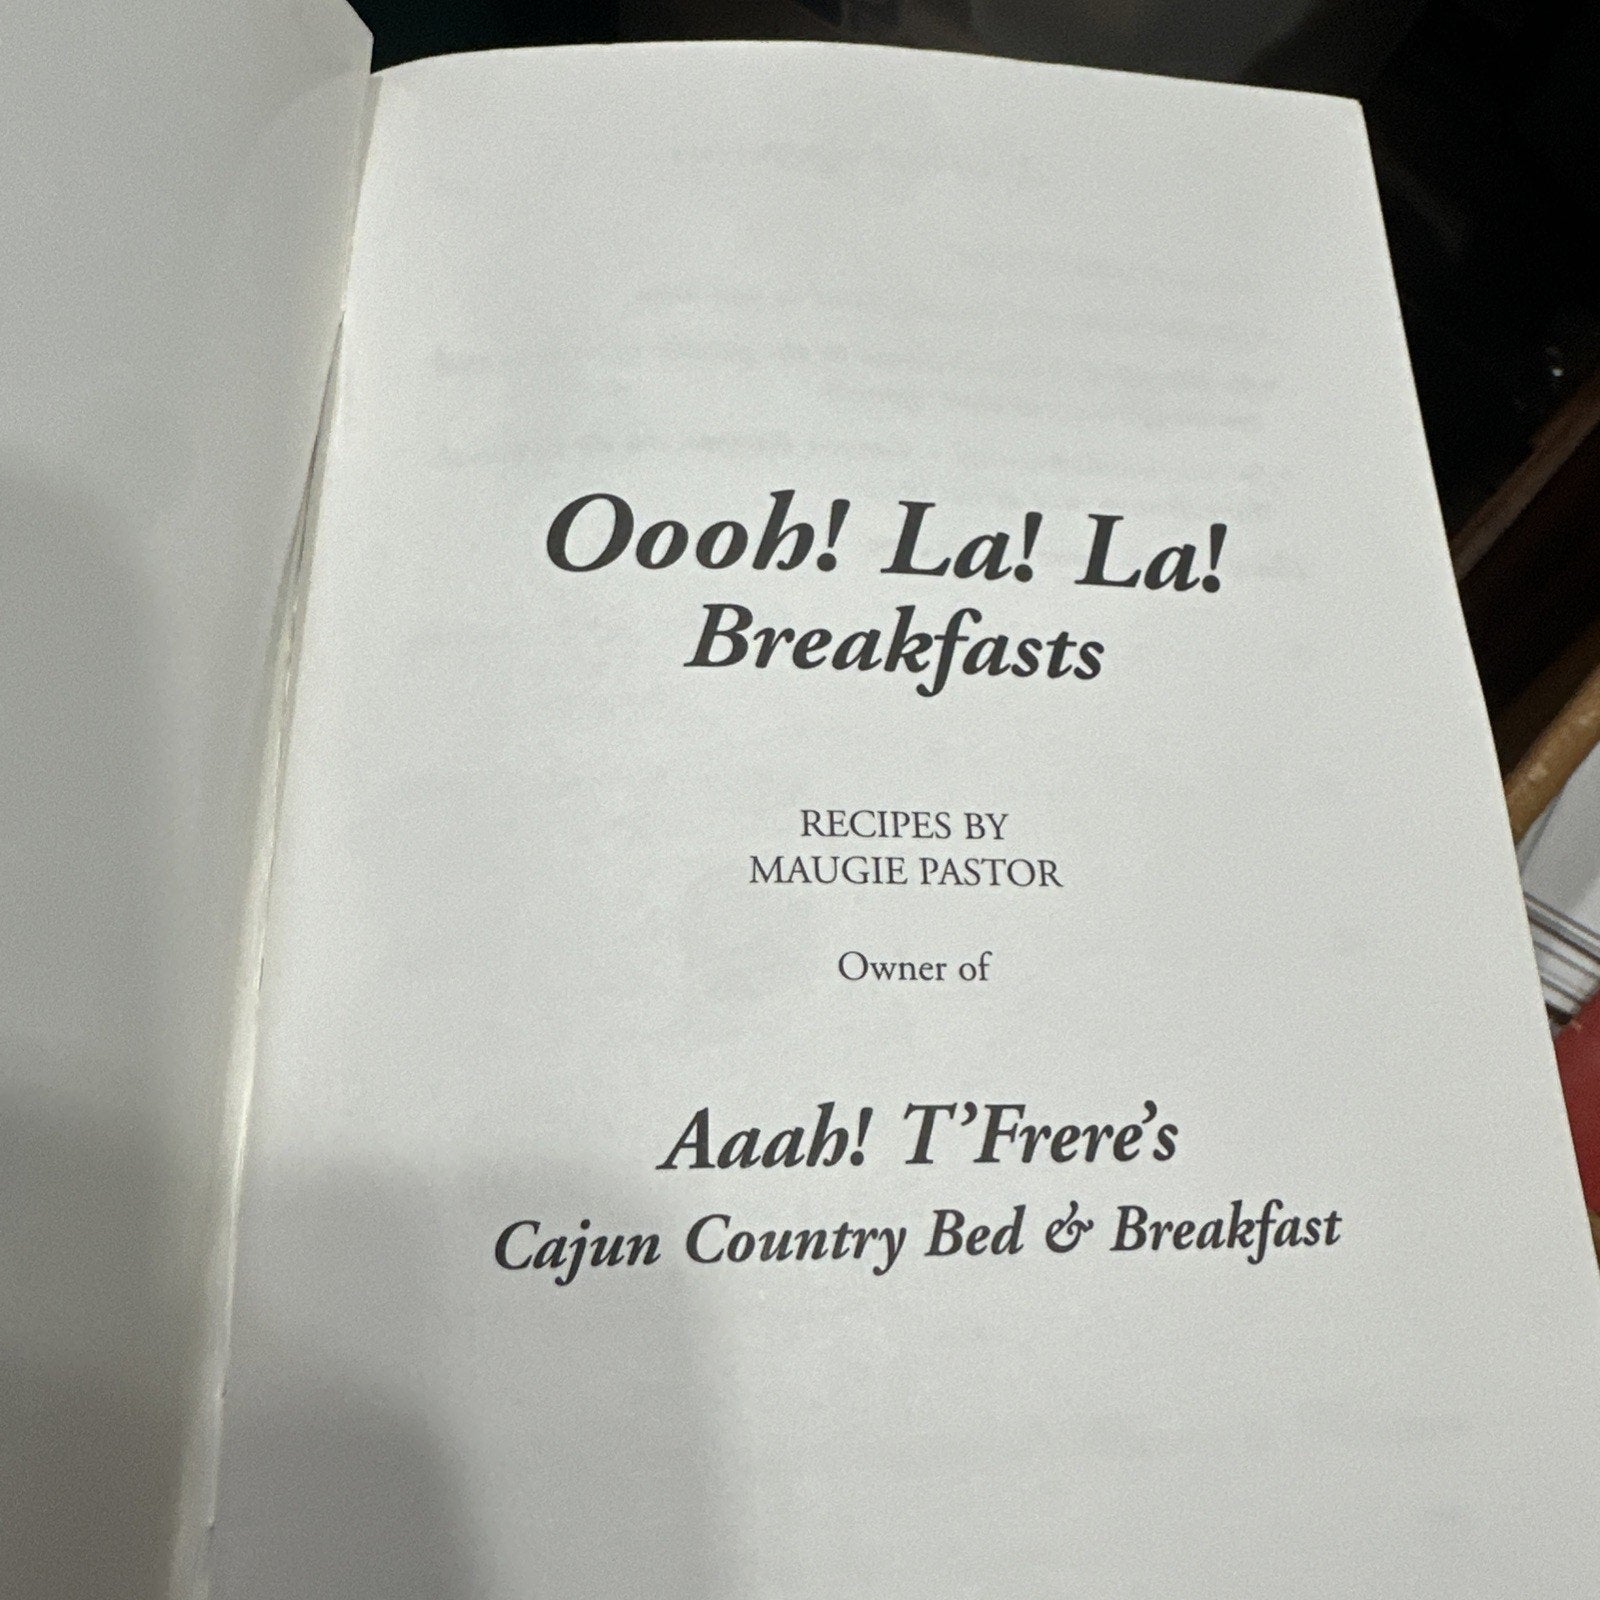 Oooh! La! La!
Breakfasts
RECIPES BY
MAUGIE PASTOR
Owner of
Aaah! T'Frere's
Cajun Country Bed & Breakfast